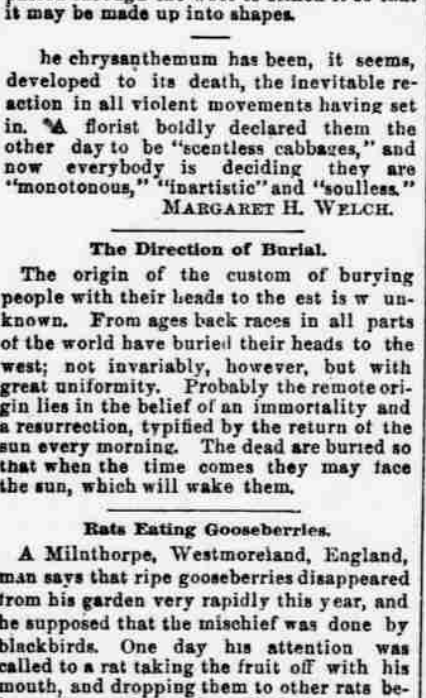 it may be made up into shapes.
he chrysanthemum has been, it seems,
developed to its death, the inevitable re-
action in all violent movements having set
in. A florist boldly declared them the
other day to be "scentless cabbages," and
now everybody is deciding they are
"monotonous," "inartistic" and "soulless."
MARGARET H. WELCH.
The Direction of Burial.
The origin of the custom of burying
people with their heads to the est is w un-
known. From ages back races in all parts
of the world have buried their heads to the
west; not invariably, however, but with
great uniformity. Probably the remote ori-
gin lies in the belief of an immortality and
a resurrection, typified by the return of the
sun every morning. The dead are buried so
that when the time comes they may face
the sun, which will wake them.
Rats Eating Gooseberries.
A Milnthorpe, Westmoreland, England,
man says that ripe gooseberries disappeared
from his garden very rapidly this year, and
he supposed that the mischief was done by
blackbirds. One day his attention was
called to a rat taking the fruit off with his
mouth, and dropping them to other rats be-